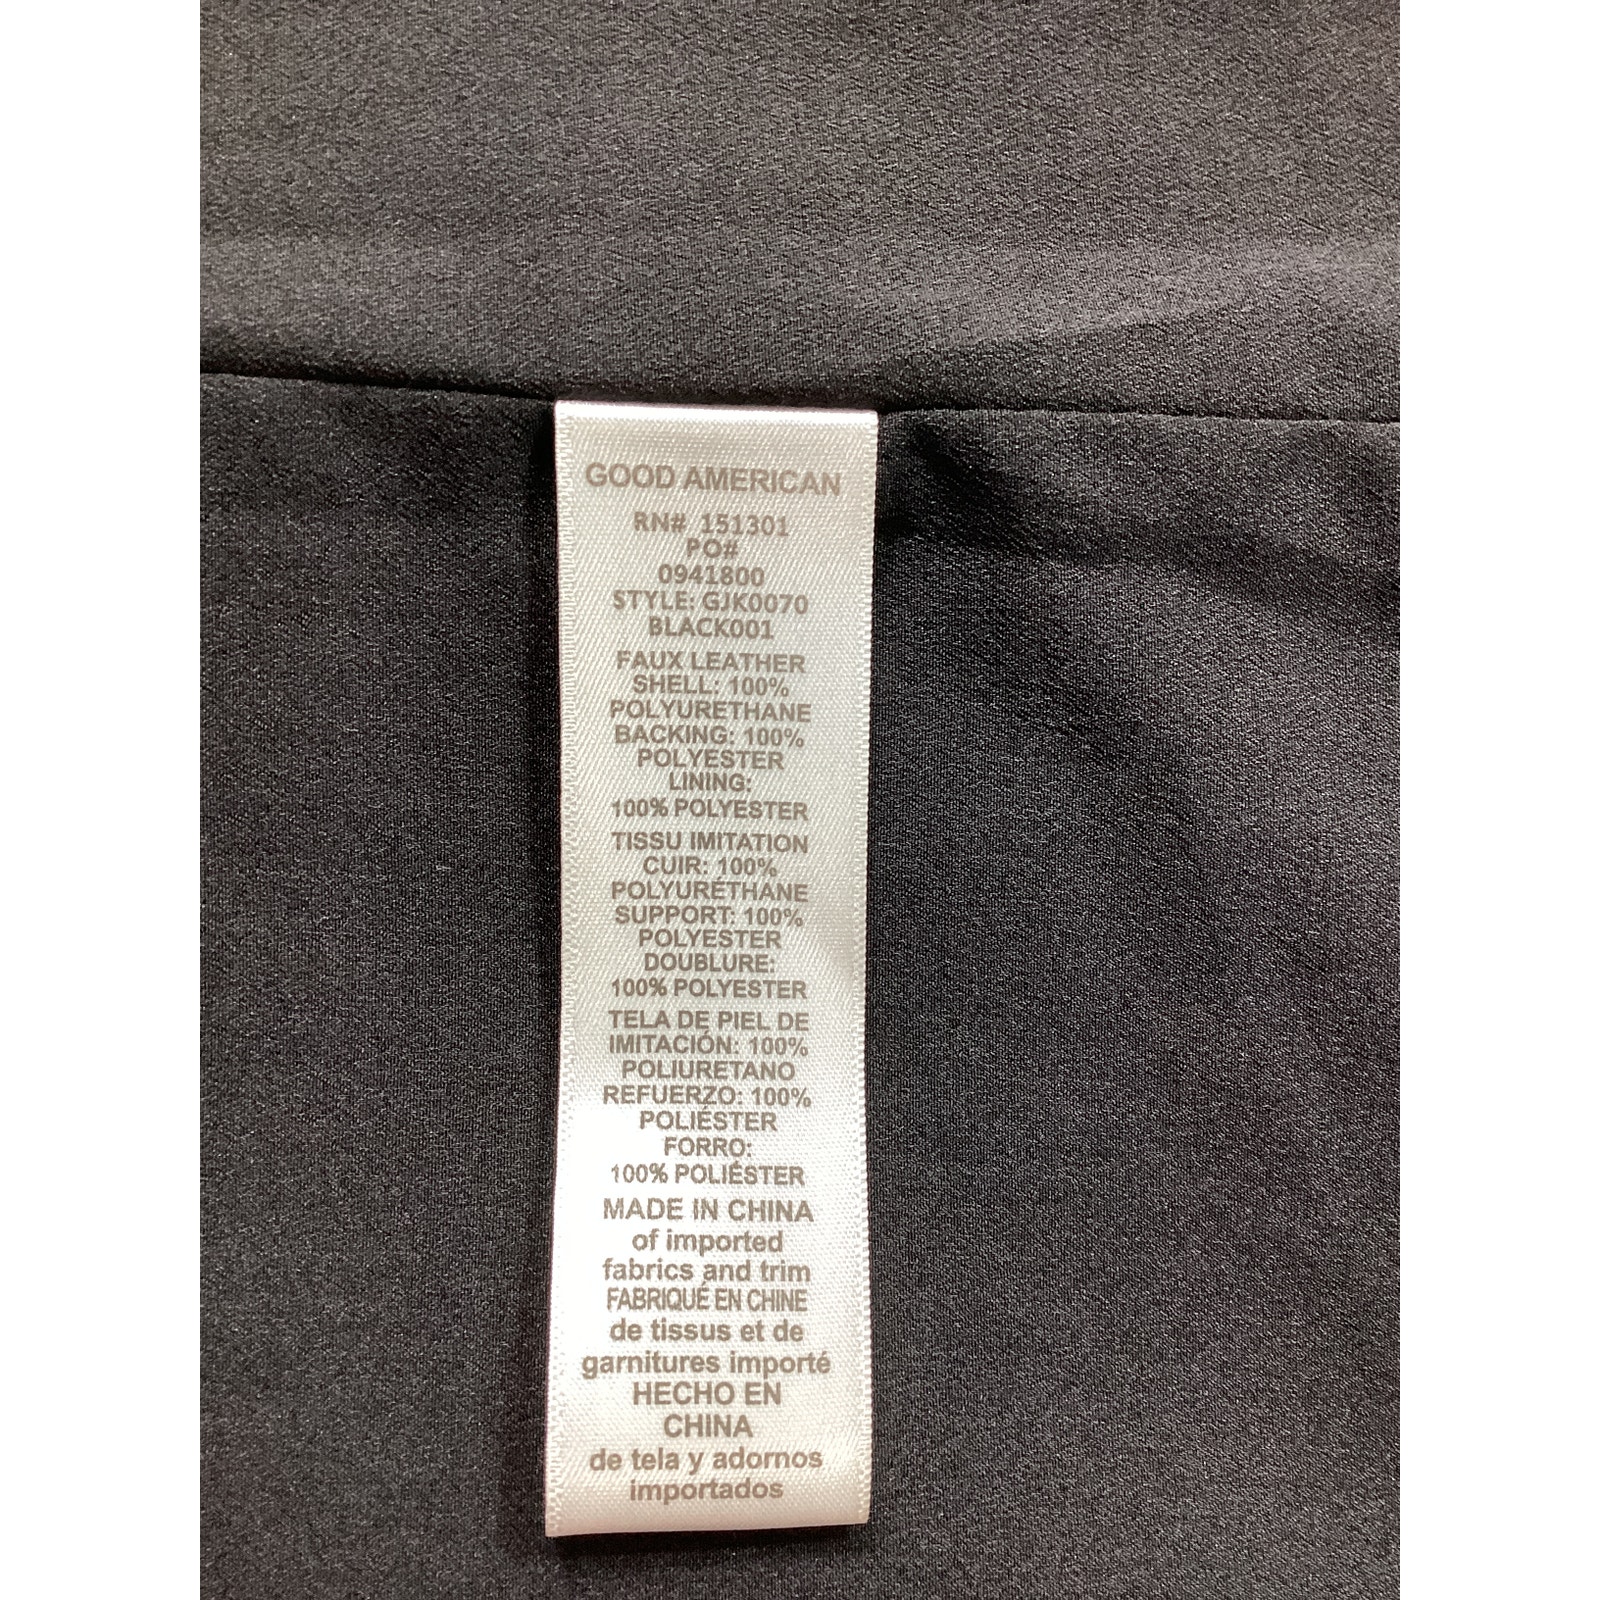 GOOD AMERICAN
RN# 151301
PO#
0941800
STYLE: GJK0070
BLACK001
FAUX LEATHER
SHELL: 100%
POLYURETHANE
BACKING: 100%
POLYESTER
LINING:
100% POLYESTER
TISSU IMITATION
CUIR: 100%
POLYURÉTHANE
SUPPORT: 100%
POLYESTER
DOUBLURE:
100% POLYESTER
TELA DE PIEL DE
IMITACIÓN: 100%
POLIURETANO
REFUERZO: 100%
POLIÉSTER
FORRO:
100% POLIÉSTER
MADE IN CHINA
of imported
fabrics and trim
FABRIQUÉ EN CHINE
de tissus et de
garnitures importé
HECHO EN
CHINA
de tela y adornos
importados